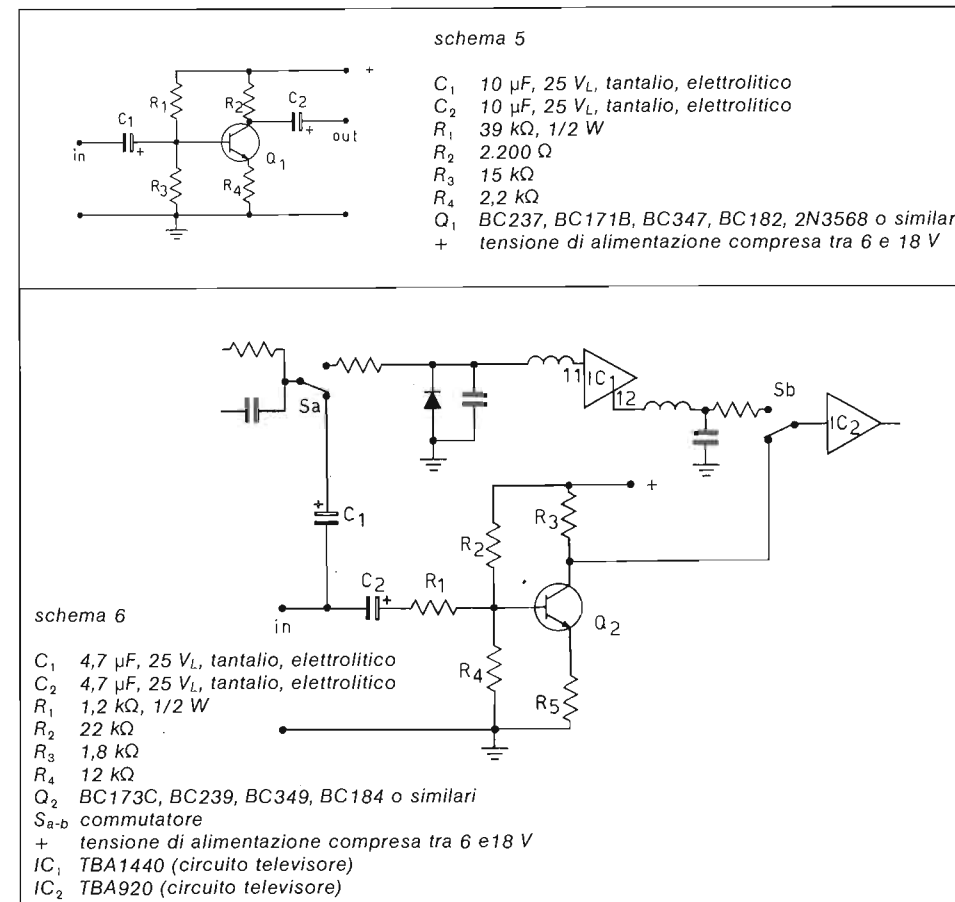 schema 5
C₁ 10 µF, 25 V_L, tantalio, elettrolitico
C₂ 10 µF, 25 V_L, tantalio, elettrolitico
R₁ 39 kΩ, 1/2 W
R₂ 2.200 Ω
R₃ 15 kΩ
R₄ 2,2 kΩ
Q₁ BC237, BC171B, BC347, BC182, 2N3568 o similari
+ tensione di alimentazione compresa tra 6 e 18 V
+
R₁
R₂
C₂
C₁
+
+
out
in
Q₁
R₃
R₄
Sa
11
IC₁
12
Sb
IC₂
+
+
C₁
R₃
R₂
C₂
+
R₁
in
Q₂
R₄
R₅
schema 6
C₁ 4,7 µF, 25 V_L, tantalio, elettrolitico
C₂ 4,7 µF, 25 V_L, tantalio, elettrolitico
R₁ 1,2 kΩ, 1/2 W
R₂ 22 kΩ
R₃ 1,8 kΩ
R₄ 12 kΩ
Q₂ BC173C, BC239, BC349, BC184 o similari
Sₐ₋b commutatore
+ tensione di alimentazione compresa tra 6 e18 V
IC₁ TBA1440 (circuito televisore)
IC₂ TBA920 (circuito televisore)